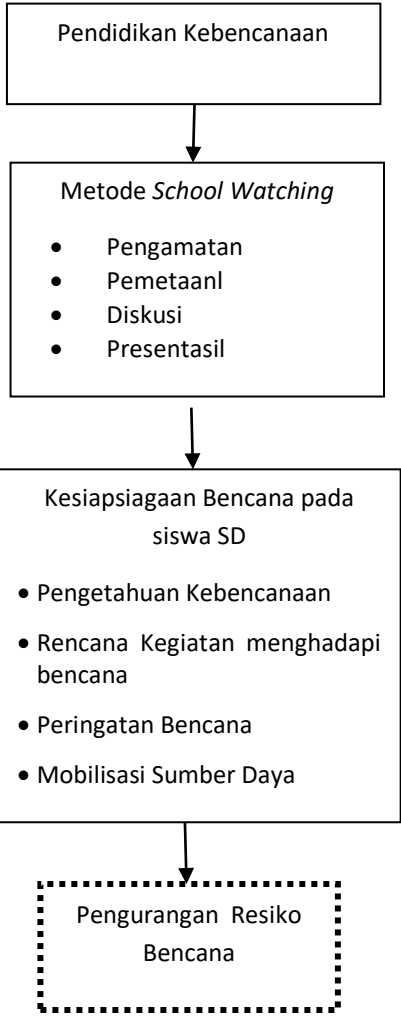 Pendidikan Kebencanaan
Metode School Watching
• Pengamatan
• Pemetaanl
• Diskusi
• Presentasil
Kesiapsiagaan Bencana pada
siswa SD
• Pengetahuan Kebencanaan
• Rencana Kegiatan menghadapi
bencana
• Peringatan Bencana
• Mobilisasi Sumber Daya
Pengurangan Resiko
Bencana